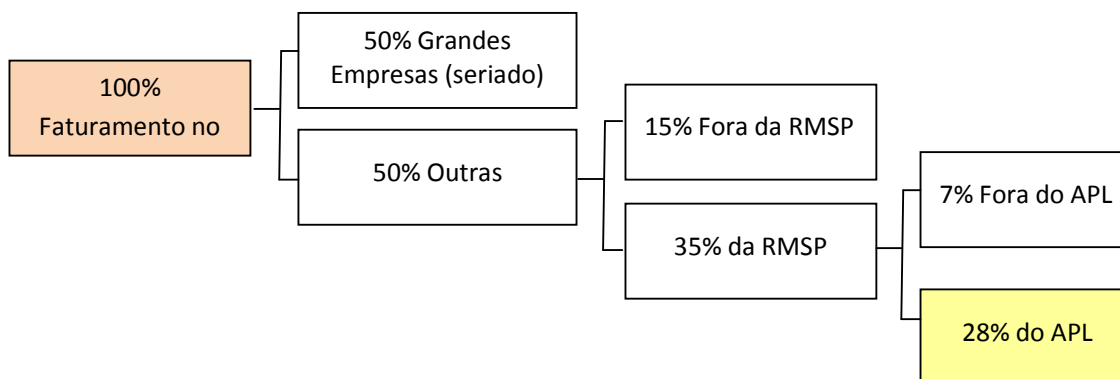 100%
Faturamento no
50% Grandes
Empresas (seriado)
50% Outras
15% Fora da RMSP
35% da RMSP
7% Fora do APL
28% do APL